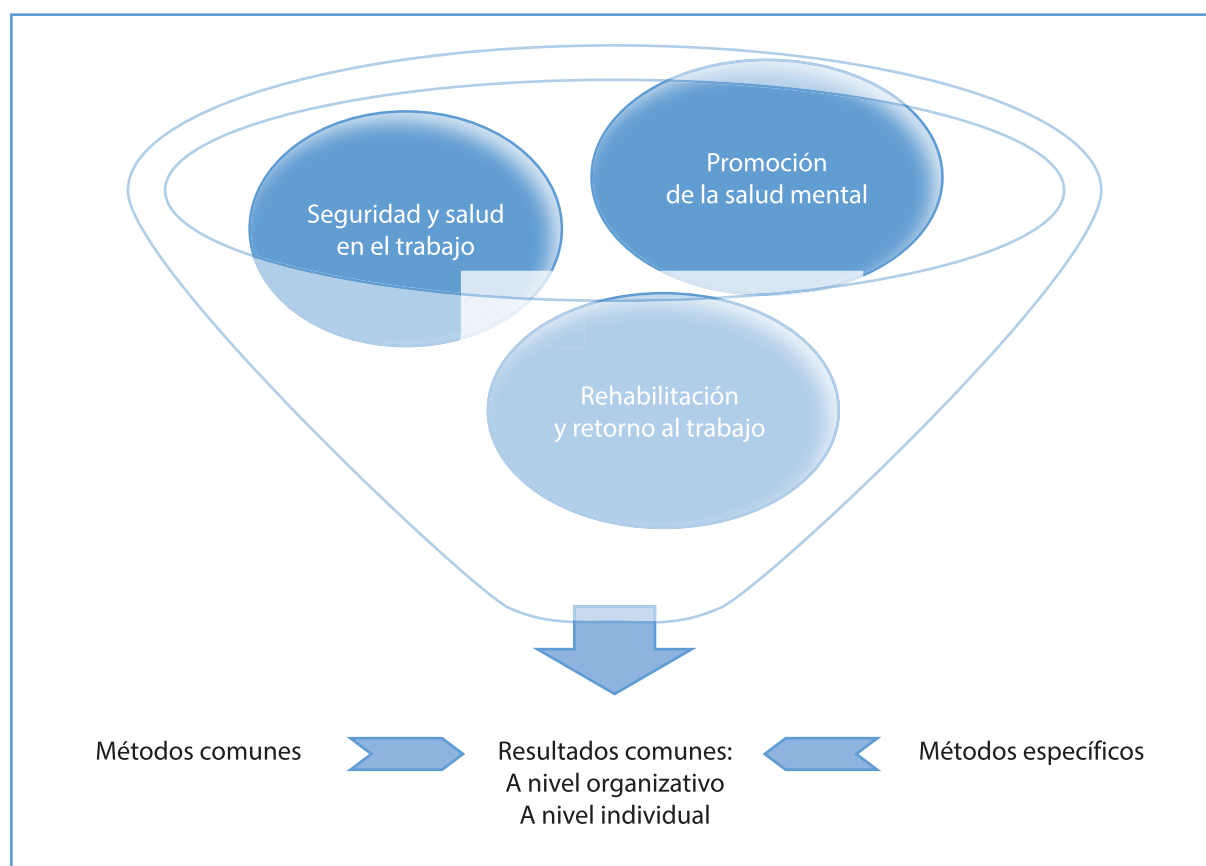 Promoción
de la salud mental
Seguridad y salud
en el trabajo
Rehabilitación
y retorno al trabajo
Métodos comunes
Resultados comunes:
A nivel organizativo
A nivel individual
Métodos específicos